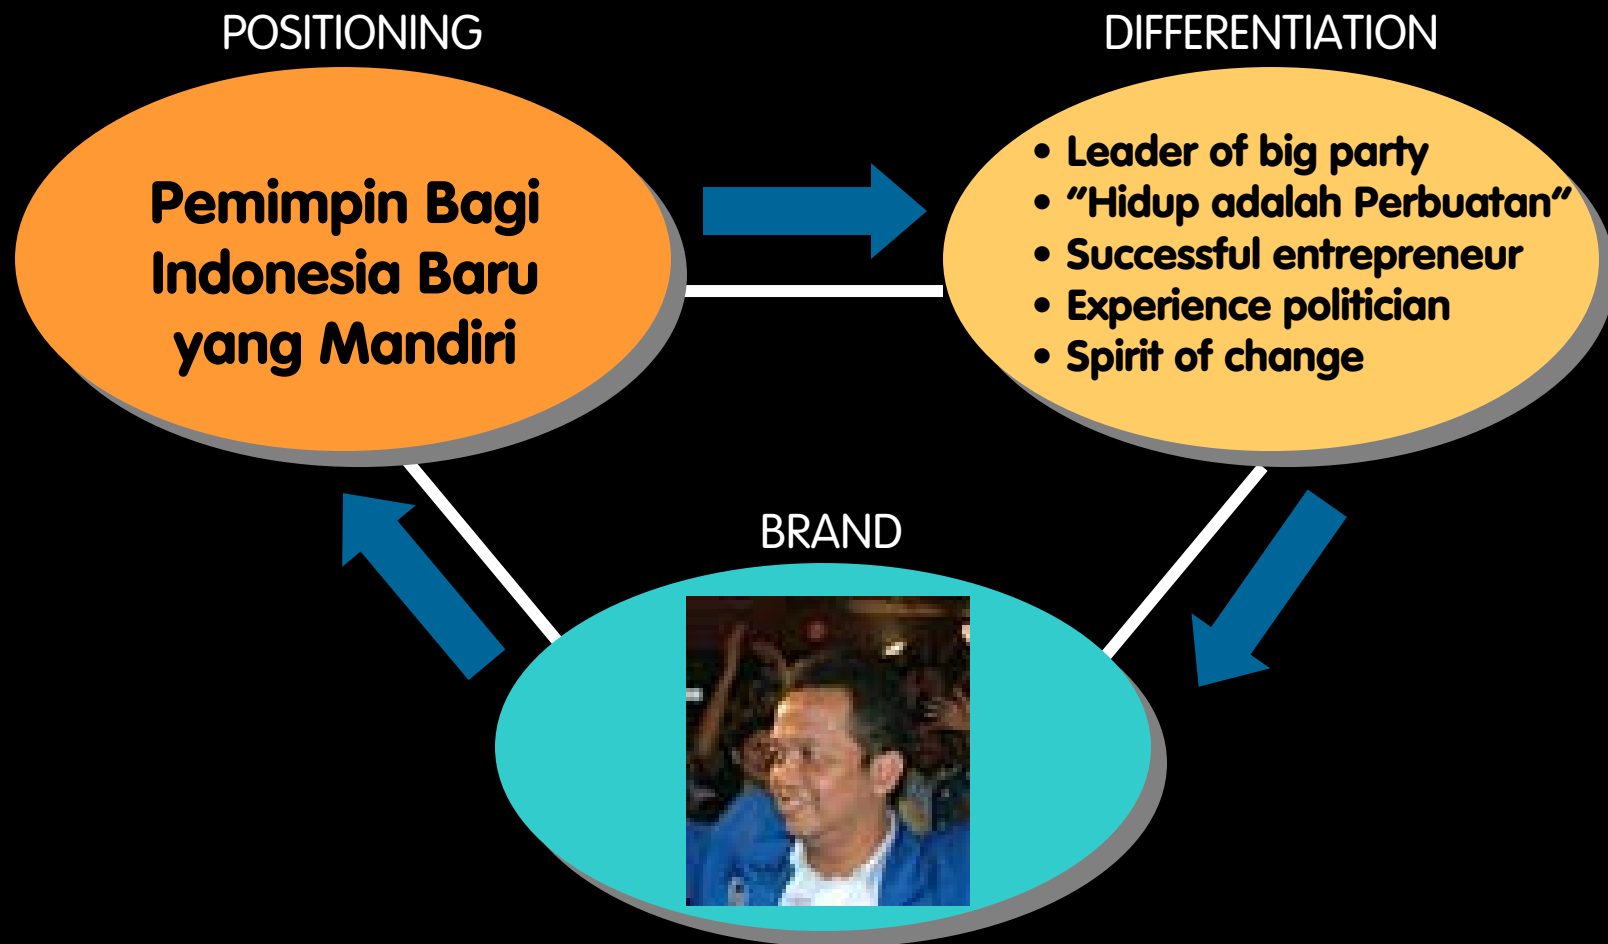 POSITIONING
DIFFERENTIATION
Pemimpin Bagi
Indonesia Baru
yang Mandiri
• Leader of big party
• "Hidup adalah Perbuatan"
• Successful entrepreneur
• Experience politician
• Spirit of change
BRAND